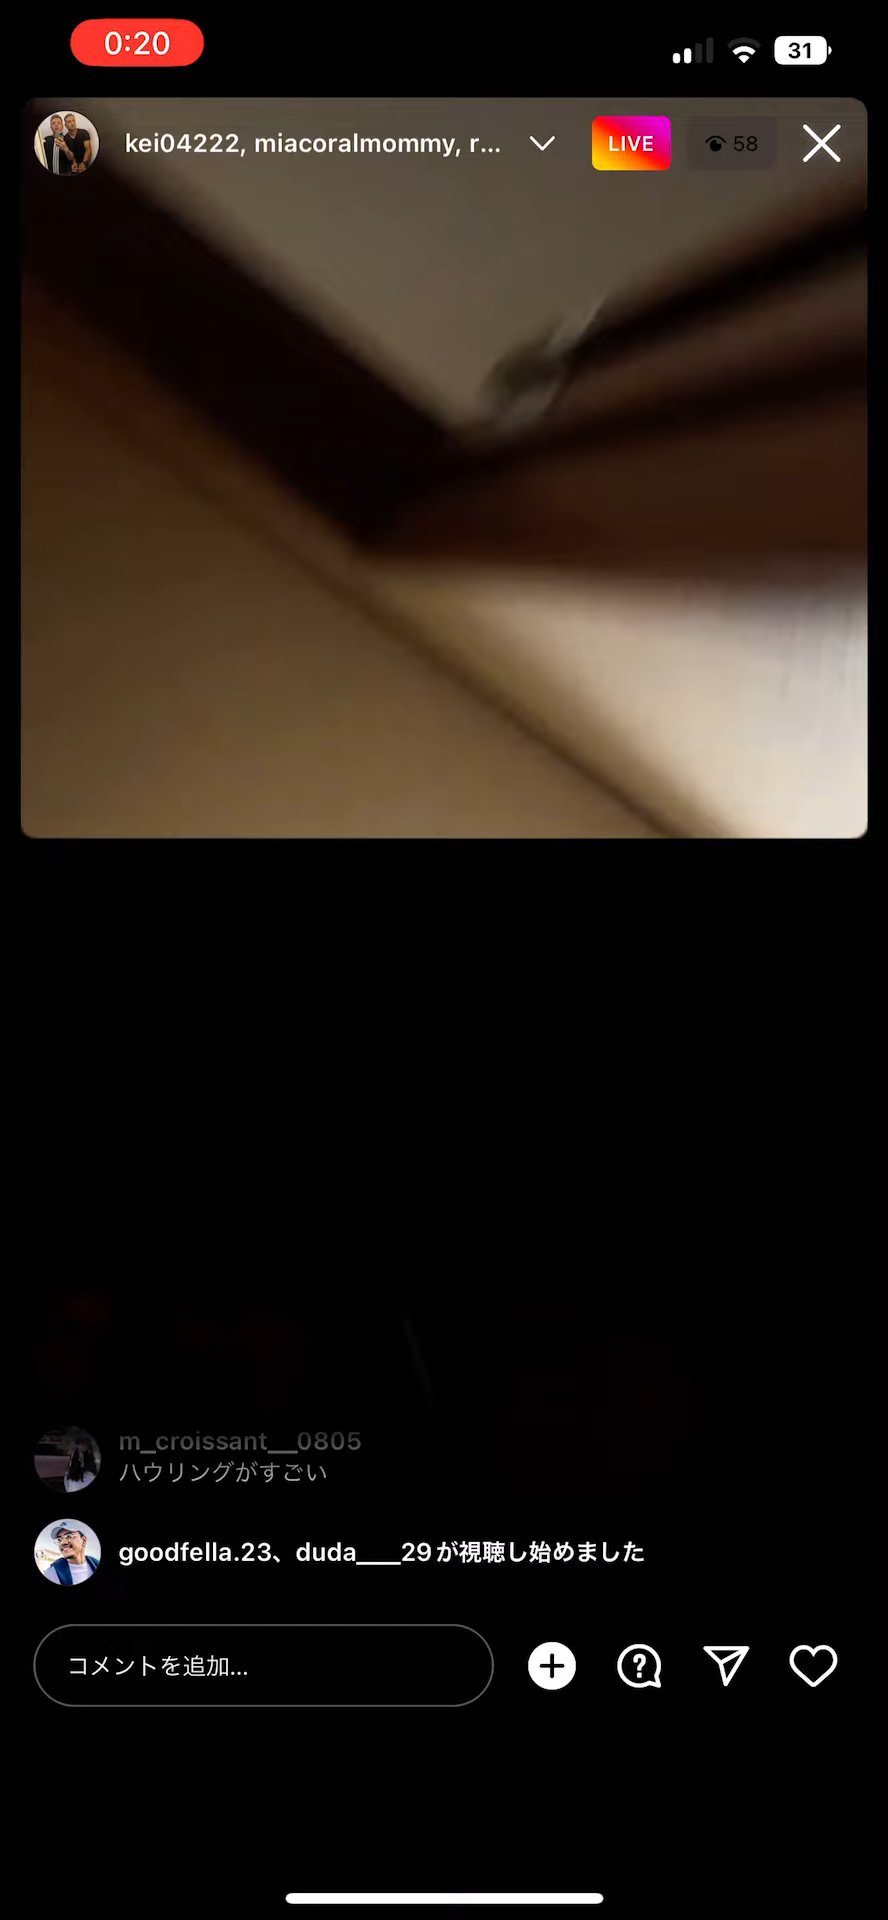 0:20
31
kei04222, miacoralmommy, r...
LIVE
58
m_croissant__0805
ハウリングがすごい
goodfella.23、duda___29が視聴し始めました
コメントを追加...